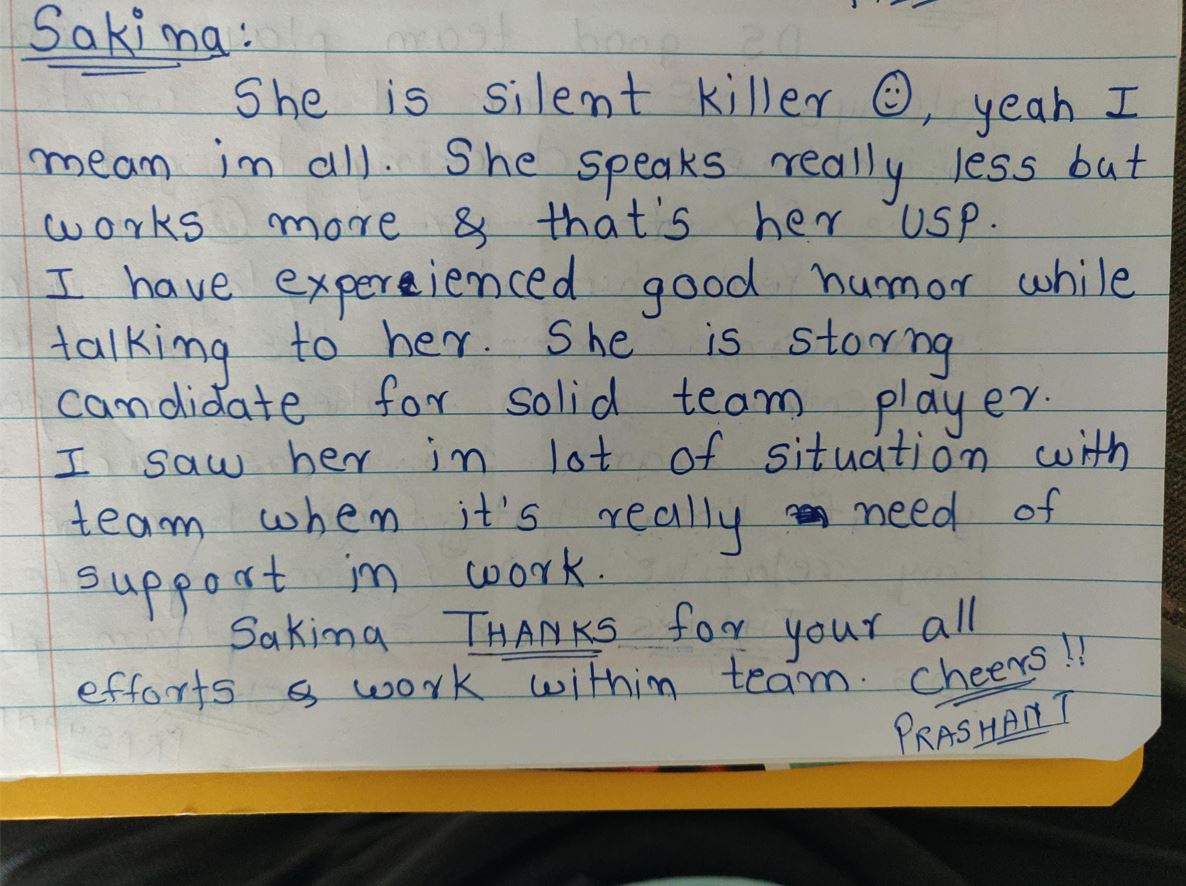 Sakina:
She is silent killer ☺, yeah I
mean in all. She speaks really less but
works more & that's her USP.
I have experienced good humor while
talking to her. She is storng
candidate for solid team player.
I saw her in lot of situation with
team when it's really need of
support in work.
Sakina THANKS for your all
efforts & work within team. Cheers!!
PRASHANT